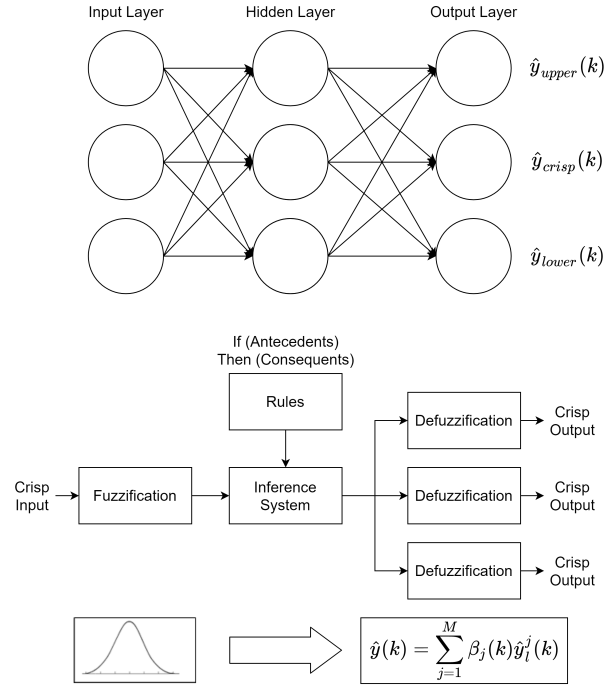 Input Layer
Hidden Layer
Output Layer
ŷ_upper(k)
ŷ_crisp(k)
ŷ_lower(k)
If (Antecedents)
Then (Consequents)
Rules
Crisp
Input
Fuzzification
Inference
System
Defuzzification
Crisp
Output
Defuzzification
Crisp
Output
Defuzzification
Crisp
Output
ŷ(k) = ∑_{j=1}^{M} β_j(k)ŷ_l^j(k)